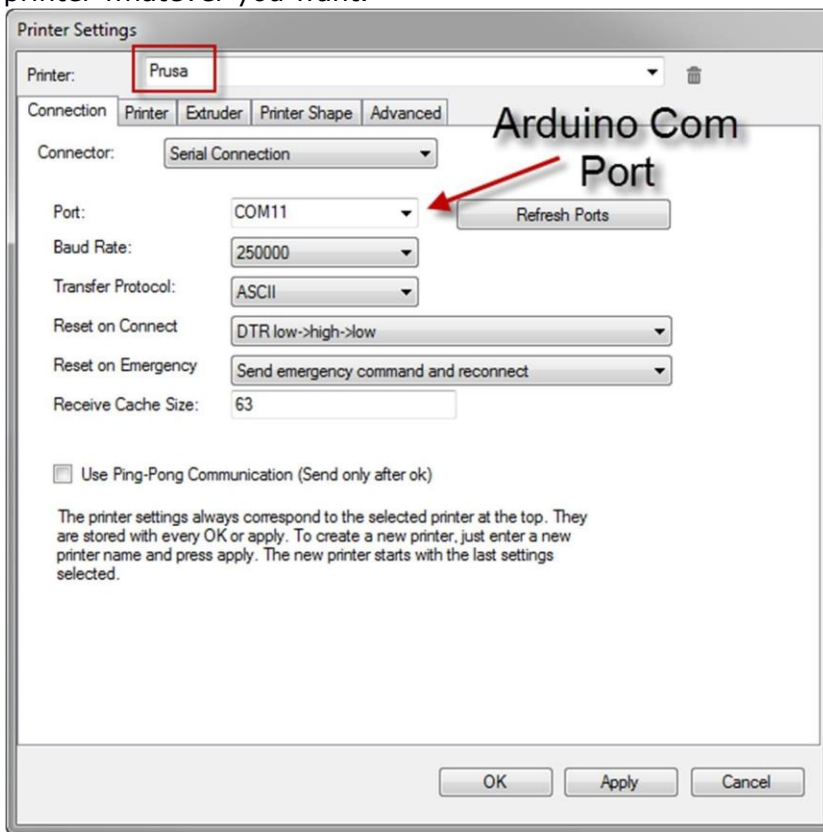 printer whatever you want.
Printer Settings
Printer: Prusa
Connection Printer Extruder Printer Shape Advanced
Arduino Com
Port
Connector: Serial Connection
Port: COM11 Refresh Ports
Baud Rate: 250000
Transfer Protocol: ASCII
Reset on Connect DTR low->high->low
Reset on Emergency Send emergency command and reconnect
Receive Cache Size: 63
Use Ping-Pong Communication (Send only after ok)
The printer settings always correspond to the selected printer at the top. They
are stored with every OK or apply. To create a new printer, just enter a new
printer name and press apply. The new printer starts with the last settings
selected.
OK Apply Cancel